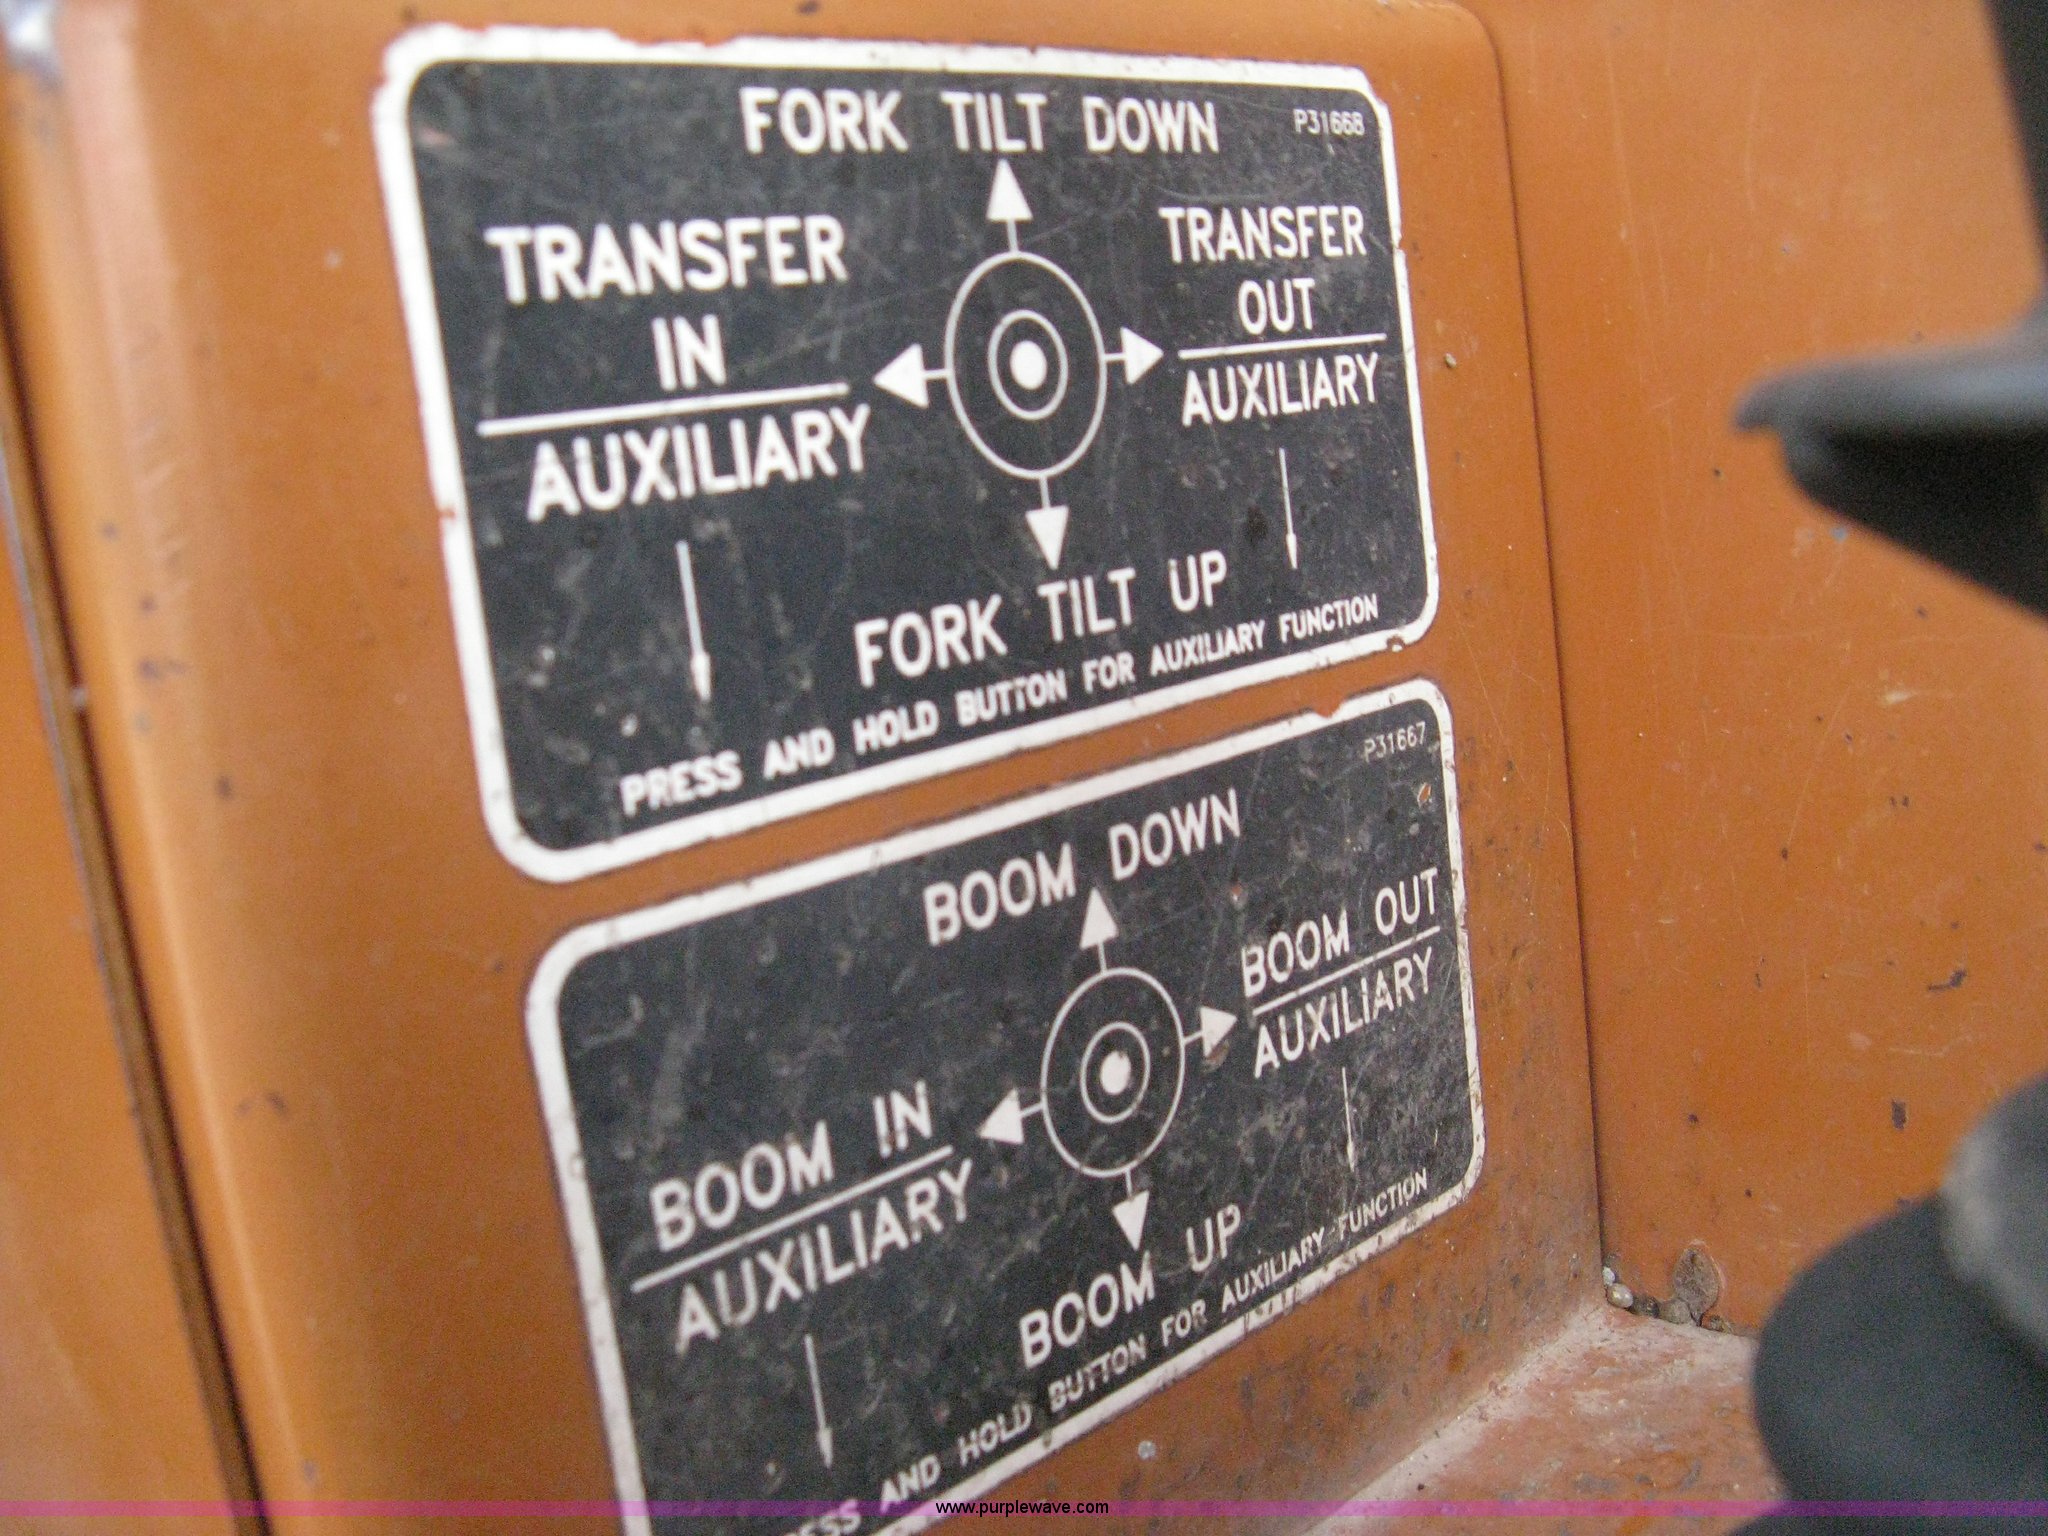 FORK TILT DOWN
P31668
TRANSFER
IN
AUXILIARY
TRANSFER
OUT
AUXILIARY
FORK TILT UP
PRESS AND HOLD BUTTON FOR AUXILIARY FUNCTION
P31667
BOOM DOWN
BOOM OUT
AUXILIARY
BOOM IN
AUXILIARY
BOOM UP
ESS AND HOLD BUTTON FOR AUXILIARY FUNCTION
www.purplewave.com